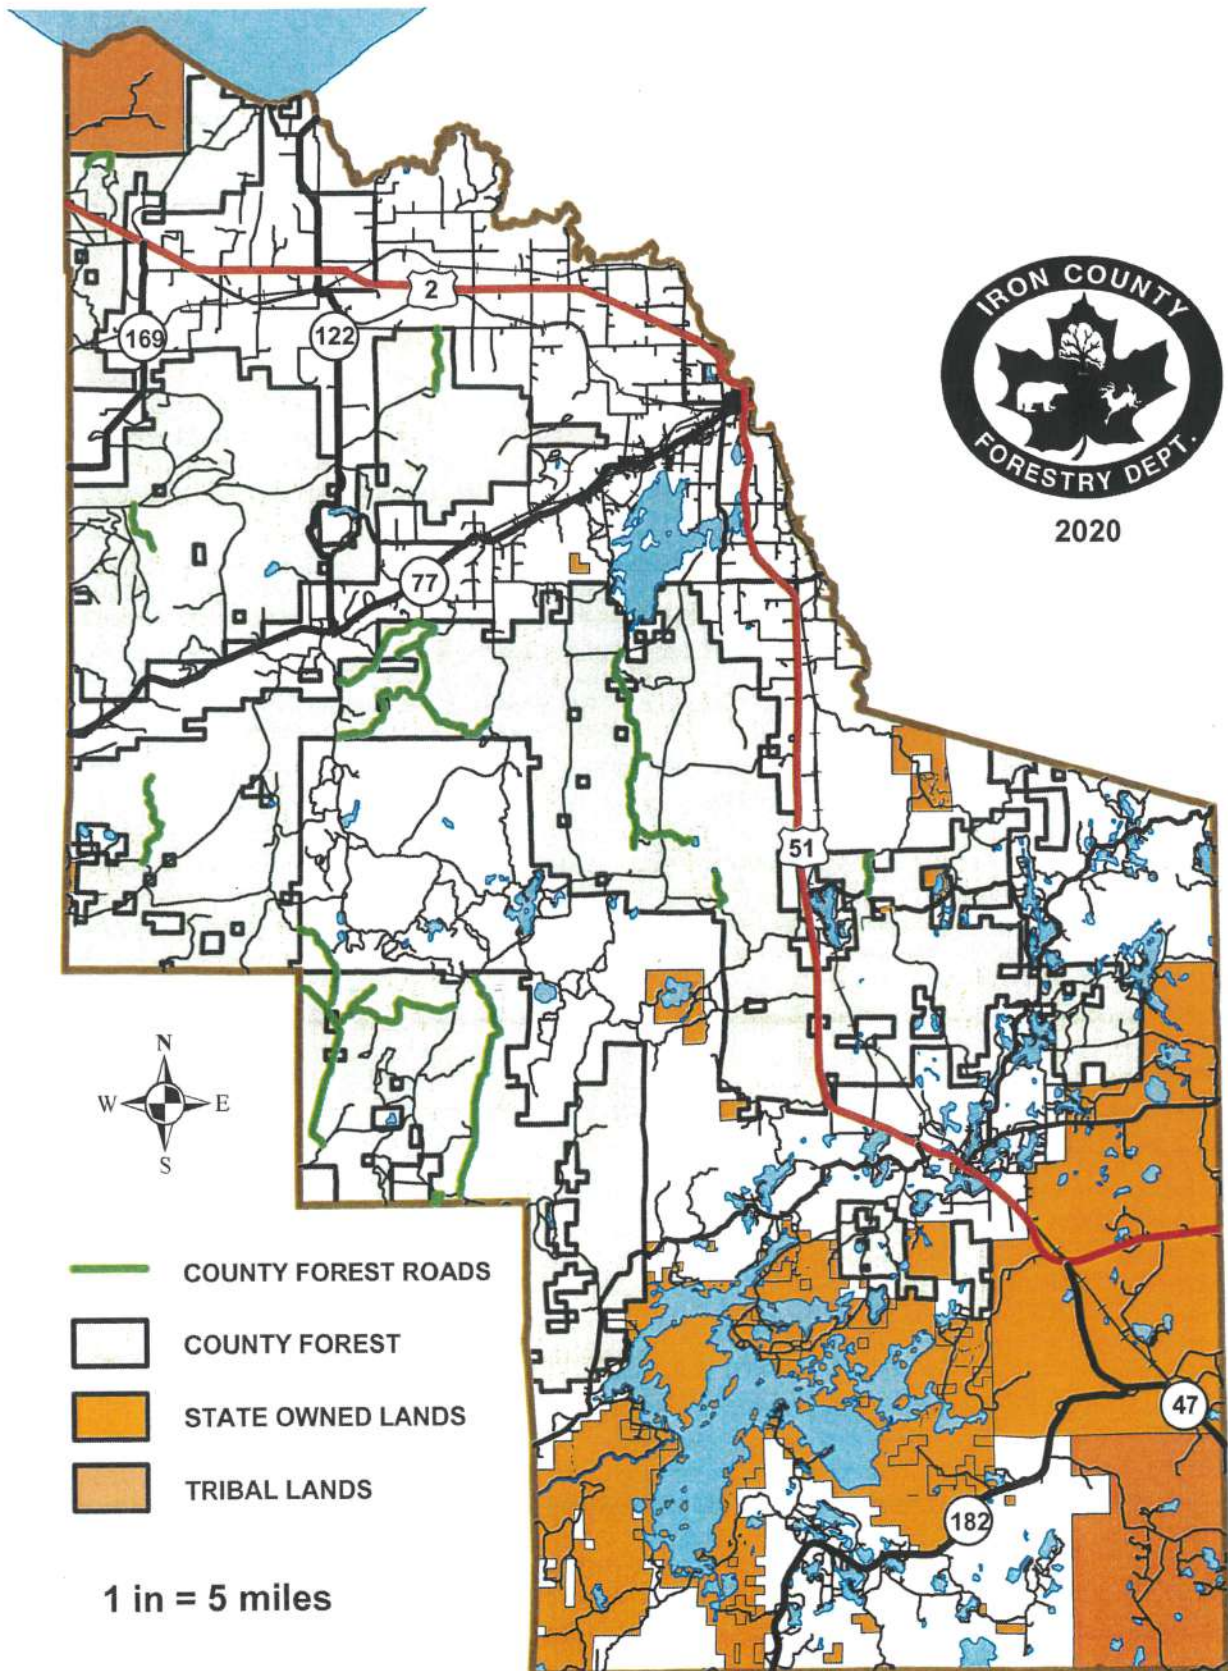 IRON COUNTY
FORESTRY DEPT.
2020
2
169
122
77
51
N
W
E
S
COUNTY FOREST ROADS
COUNTY FOREST
STATE OWNED LANDS
TRIBAL LANDS
47
182
1 in = 5 miles